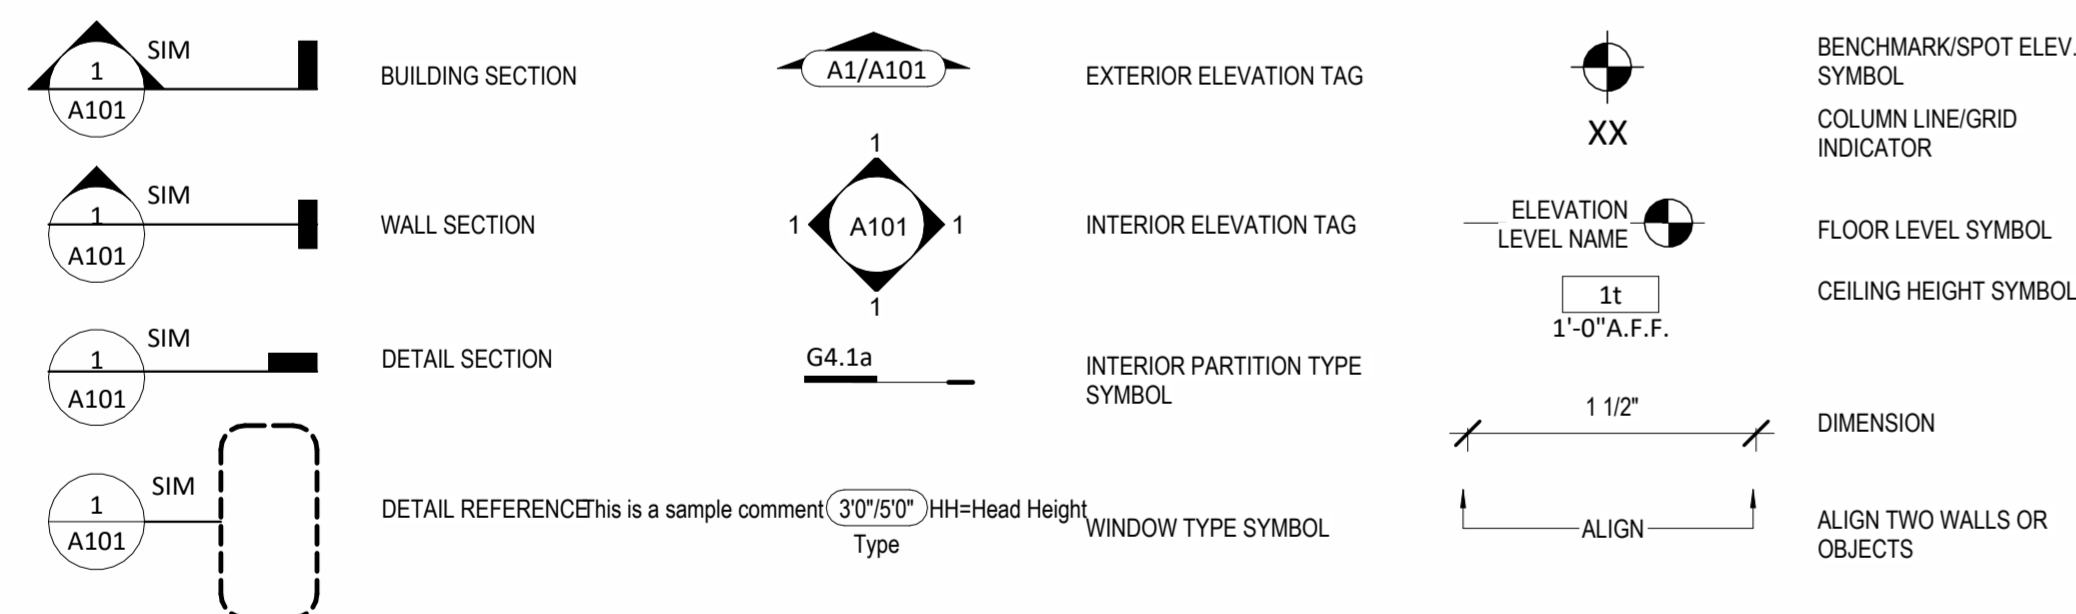 SIM
1
A101
BUILDING SECTION
SIM
1
A101
WALL SECTION
SIM
1
A101
DETAIL SECTION
SIM
1
A101
DETAIL REFERENCE
A1/A101
EXTERIOR ELEVATION TAG
1
1
A101
1
1
INTERIOR ELEVATION TAG
G4.1a
INTERIOR PARTITION TYPE
SYMBOL
This is a sample comment
3'0"/5'0"
HH=Head Height
Type
WINDOW TYPE SYMBOL
BENCHMARK/SPOT ELEV.
SYMBOL
XX
COLUMN LINE/GRID
INDICATOR
ELEVATION
LEVEL NAME
FLOOR LEVEL SYMBOL
1t
1'-0"A.F.F.
CEILING HEIGHT SYMBOL
1 1/2"
DIMENSION
ALIGN
ALIGN TWO WALLS OR
OBJECTS